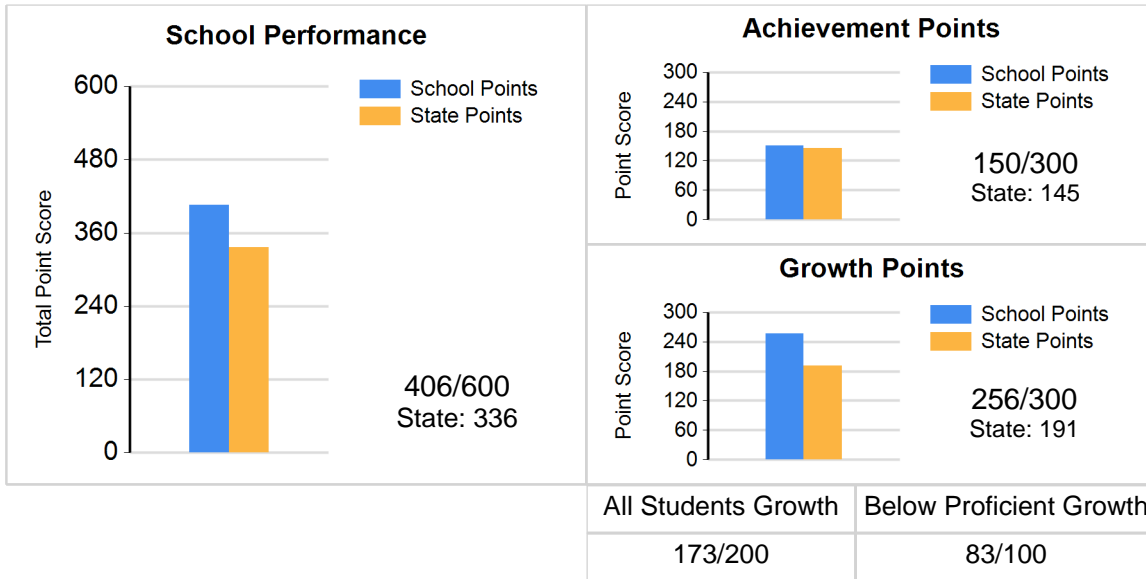 School Performance
600
480
360
240
120
0
Total Point Score
School Points
State Points
406/600
State: 336
Achievement Points
300
240
180
120
60
0
Point Score
School Points
State Points
150/300
State: 145
Growth Points
300
240
180
120
60
0
Point Score
School Points
State Points
256/300
State: 191
All Students Growth Below Proficient Growth
173/200 83/100